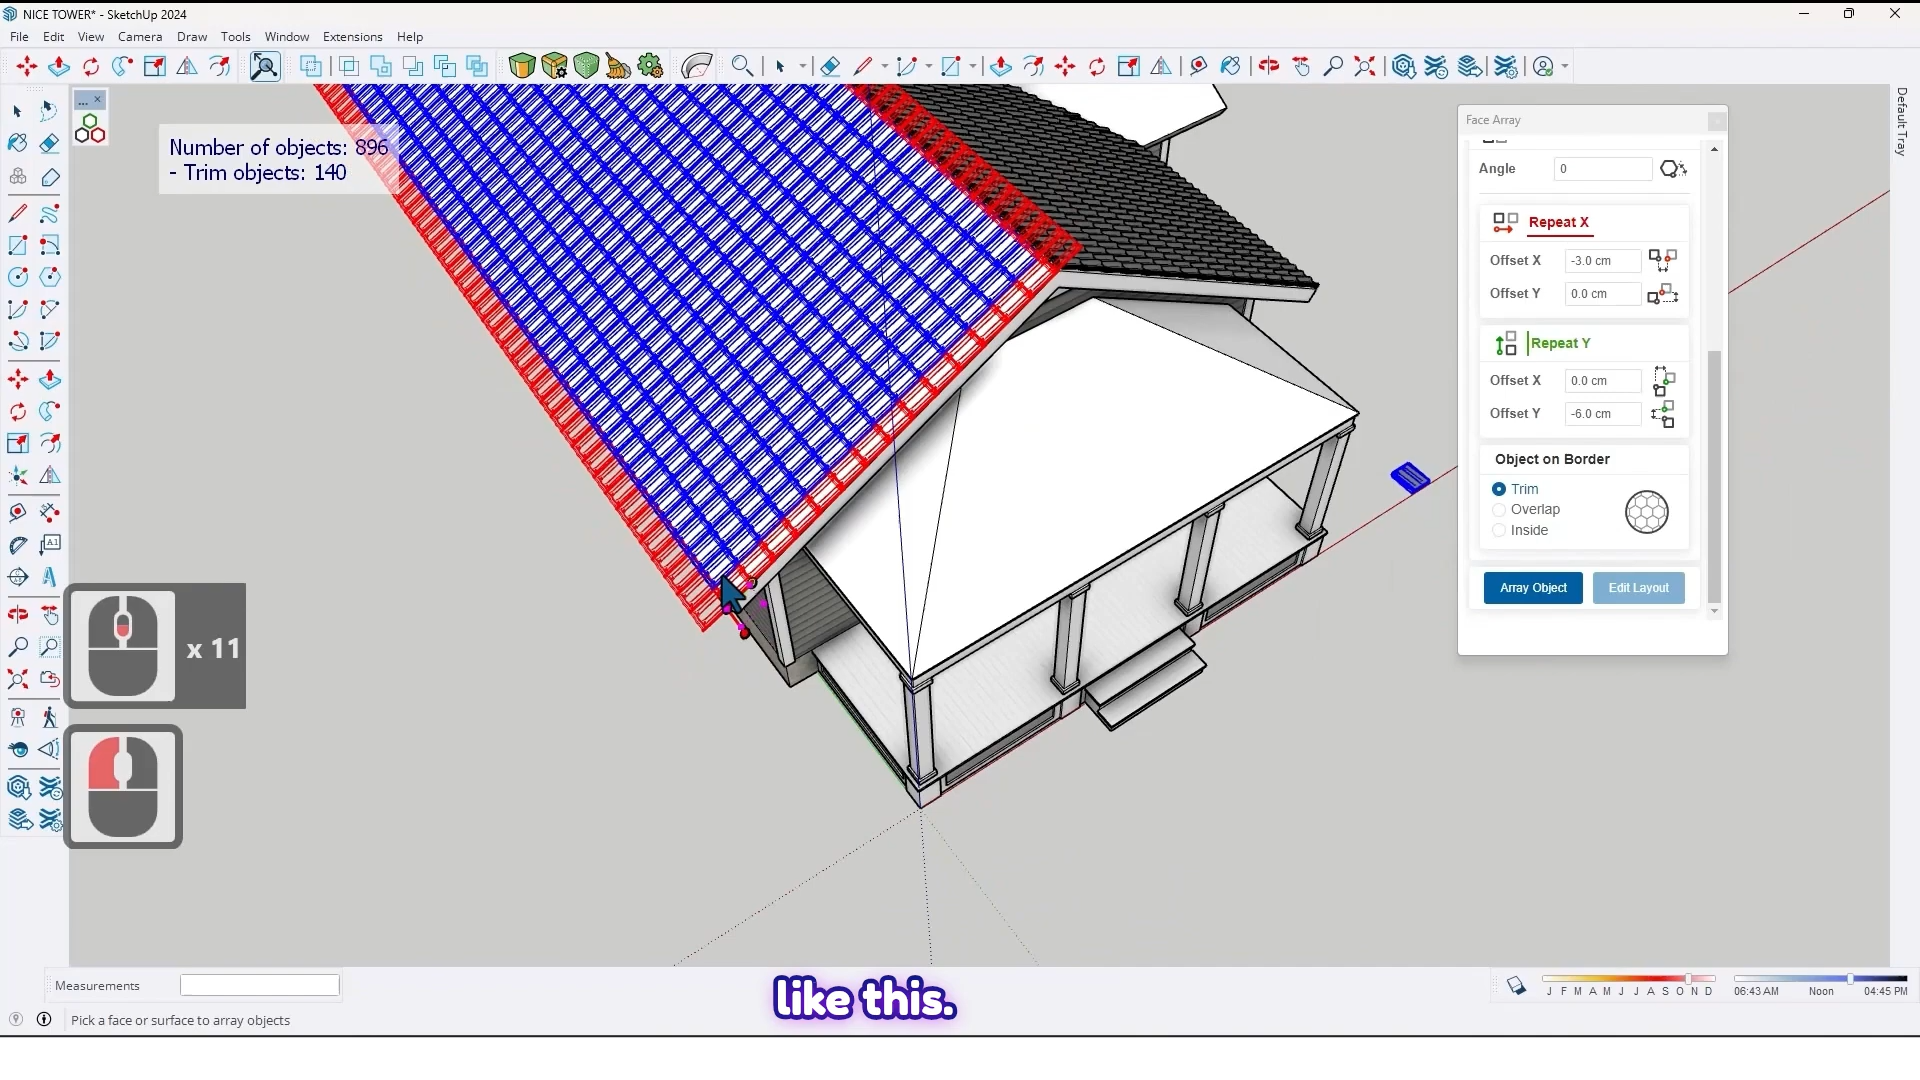 NICE TOWER* - SketchUp 2024
File Edit View Camera Draw Tools Window Extensions Help
... ×
Number of objects: 896
- Trim objects: 140
Face Array
Angle 0
Repeat X
Offset X -3.0 cm
Offset Y 0.0 cm
Repeat Y
Offset X 0.0 cm
Offset Y -6.0 cm
Object on Border
Trim
Overlap
Inside
Array Object Edit Layout
Default Tray
x 11
Measurements
like this.
J F M A M J J A S O N D 06:43 AM Noon 04:45 PM
Pick a face or surface to array objects